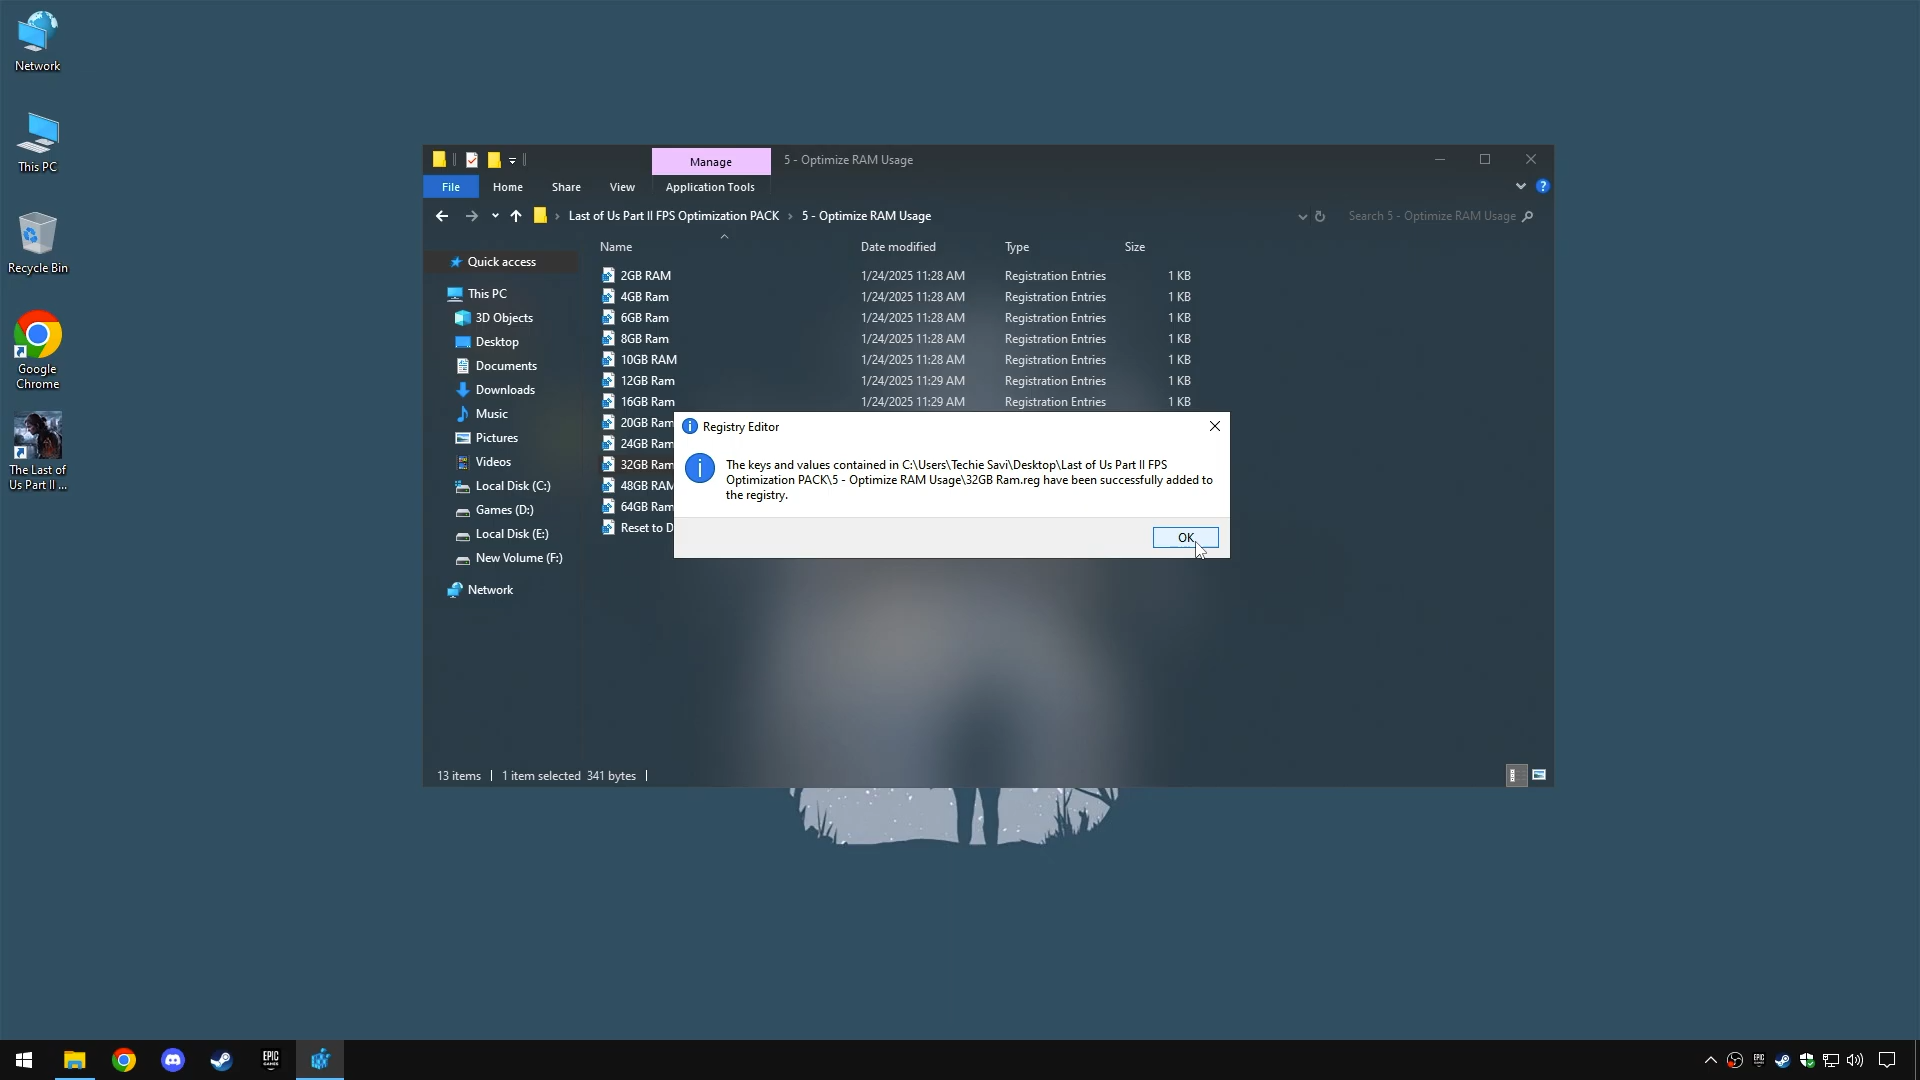 Network
This PC
Recycle Bin
Google
Chrome
The Last of
Us Part II ...
Manage
5 - Optimize RAM Usage
File
Home
Share
View
Application Tools
Last of Us Part II FPS Optimization PACK
5 - Optimize RAM Usage
Search 5 - Optimize RAM Usage
Quick access
This PC
3D Objects
Desktop
Documents
Downloads
Music
Pictures
Videos
Local Disk (C:)
Games (D:)
Local Disk (E:)
New Volume (F:)
Network
Name Date modified Type Size
2GB RAM 1/24/2025 11:28 AM Registration Entries 1 KB
4GB Ram 1/24/2025 11:28 AM Registration Entries 1 KB
6GB Ram 1/24/2025 11:28 AM Registration Entries 1 KB
8GB Ram 1/24/2025 11:28 AM Registration Entries 1 KB
10GB RAM 1/24/2025 11:28 AM Registration Entries 1 KB
12GB Ram 1/24/2025 11:29 AM Registration Entries 1 KB
16GB Ram 1/24/2025 11:29 AM Registration Entries 1 KB
20GB Ram
24GB Ram
32GB Ram
48GB RAM
64GB Ram
Reset to D
Registry Editor
The keys and values contained in C:\Users\Techie Savi\Desktop\Last of Us Part II FPS
Optimization PACK\5 - Optimize RAM Usage\32GB Ram.reg have been successfully added to
the registry.
OK
13 items
1 item selected 341 bytes
EPIC
GAMES
EPIC